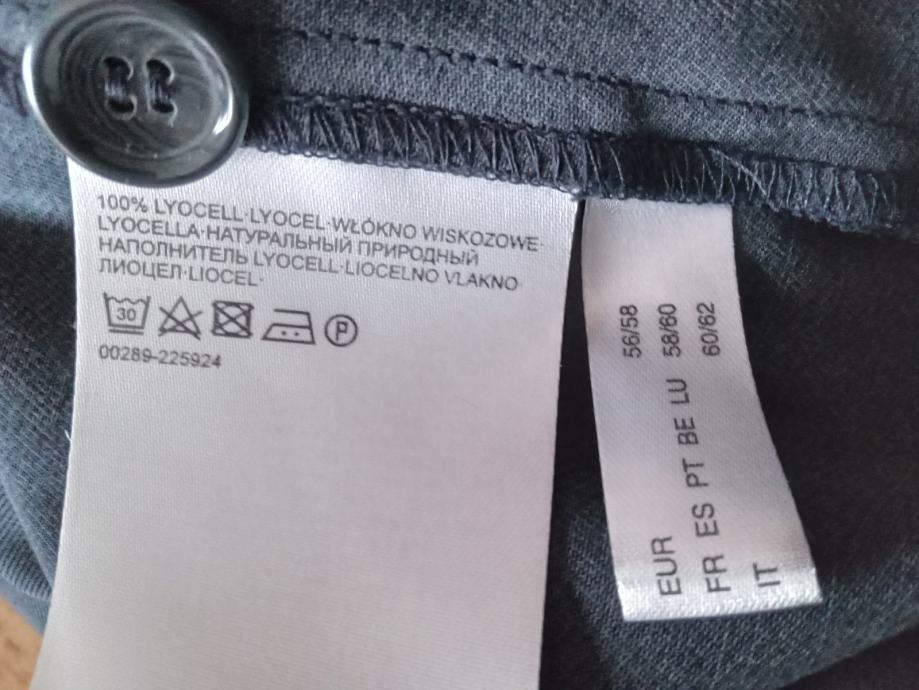 100% LYOCELL·LYOCEL·WŁÓKNO WISKOZOWE-
LYOCELLA·НАТУРАЛЬНЫЙ ПРИРОДНЫЙ
НАПОЛНИТЕЛЬ LYOCELL·LIOCELNO VLAKNO
ЛИОЦЕЛ·LIOCEL·
30
P
00289-225924
EUR 56/58
FR ES PT BE LU 58/60
IT 60/62